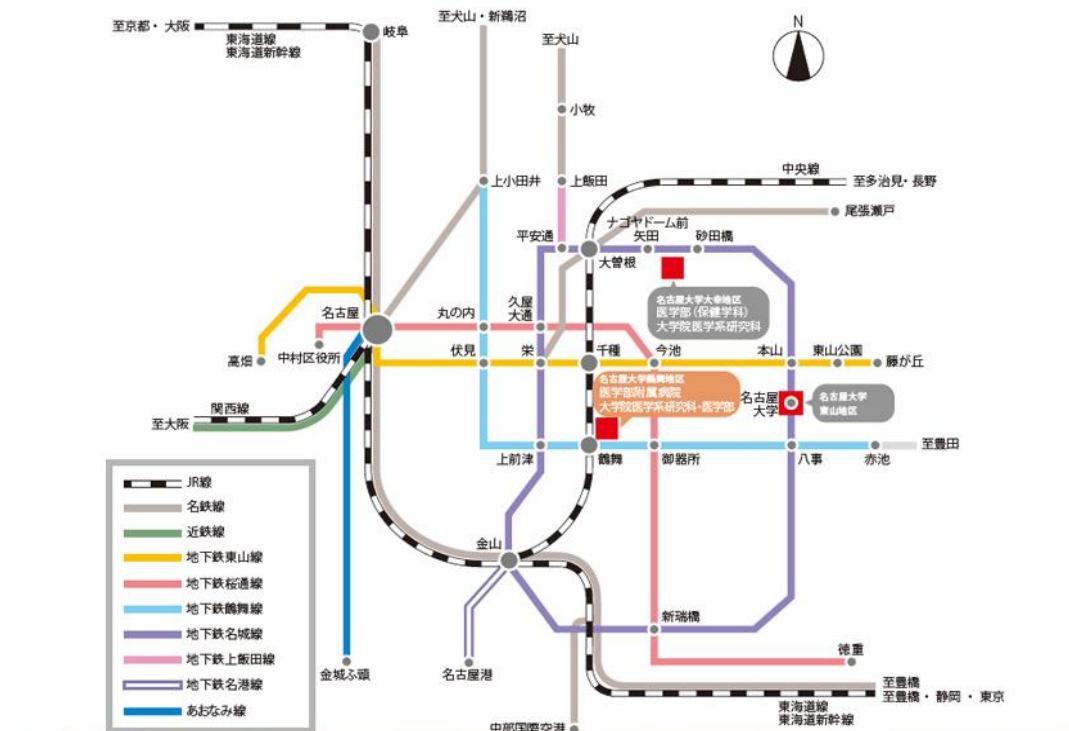 至京都・大阪
東海道線
東海道新幹線
岐阜
至犬山・新鵜沼
至犬山
小牧
N
上小田井
上飯田
中央線
至多治見・長野
尾張瀬戸
ナゴヤドーム前
矢田
砂田橋
平安通
大曽根
名古屋大学大幸地区
医学部(保健学科)
大学院医学系研究科
名古屋
丸の内
久屋
大通
中村区役所
高畑
伏見
栄
千種
今池
本山
東山公園
藤が丘
名古屋大学鶴舞地区
医学部附属病院
大学院医学系研究科・医学部
名古屋
大学
名古屋大学
東山地区
関西線
至大阪
上前津
鶴舞
御器所
八事
赤池
至豊田
JR線
名鉄線
近鉄線
地下鉄東山線
地下鉄桜通線
地下鉄鶴舞線
地下鉄名城線
地下鉄上飯田線
地下鉄名港線
あおなみ線
金山
新瑞橋
徳重
金城ふ頭
名古屋港
至豊橋
至豊橋・静岡・東京
東海道線
東海道新幹線
中部国際空港